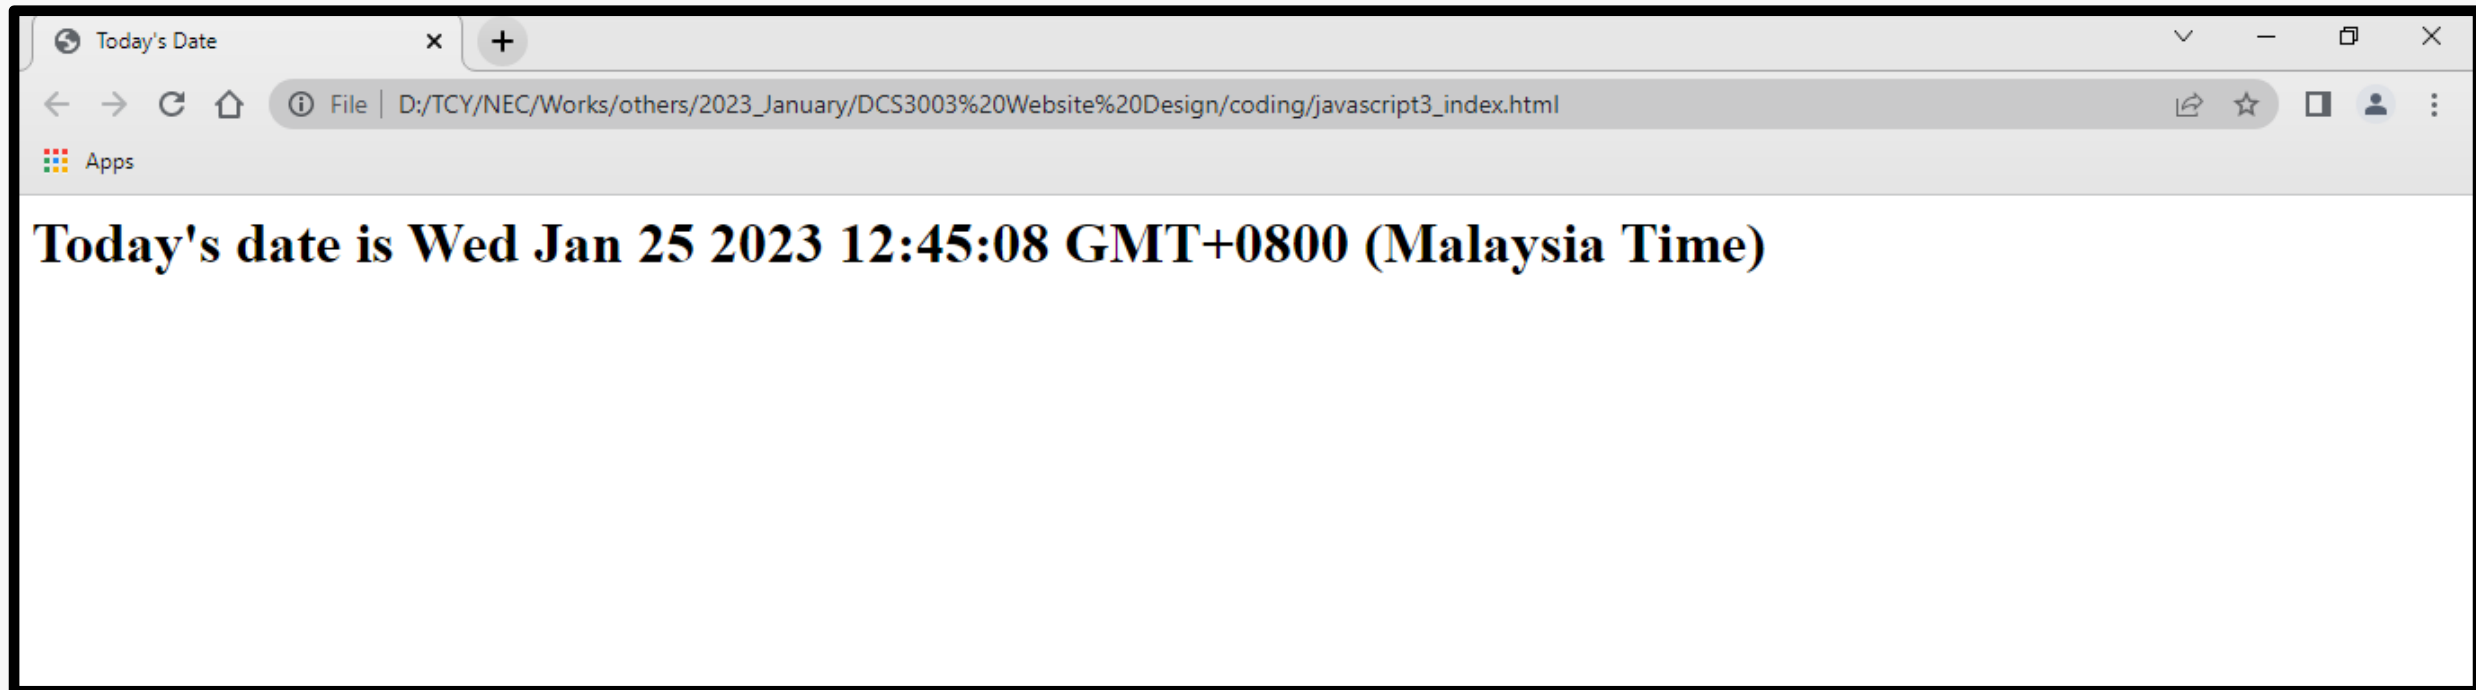 Today's Date
File | D:/TCY/NEC/Works/others/2023_January/DCS3003%20Website%20Design/coding/javascript3_index.html
Apps
Today's date is Wed Jan 25 2023 12:45:08 GMT+0800 (Malaysia Time)